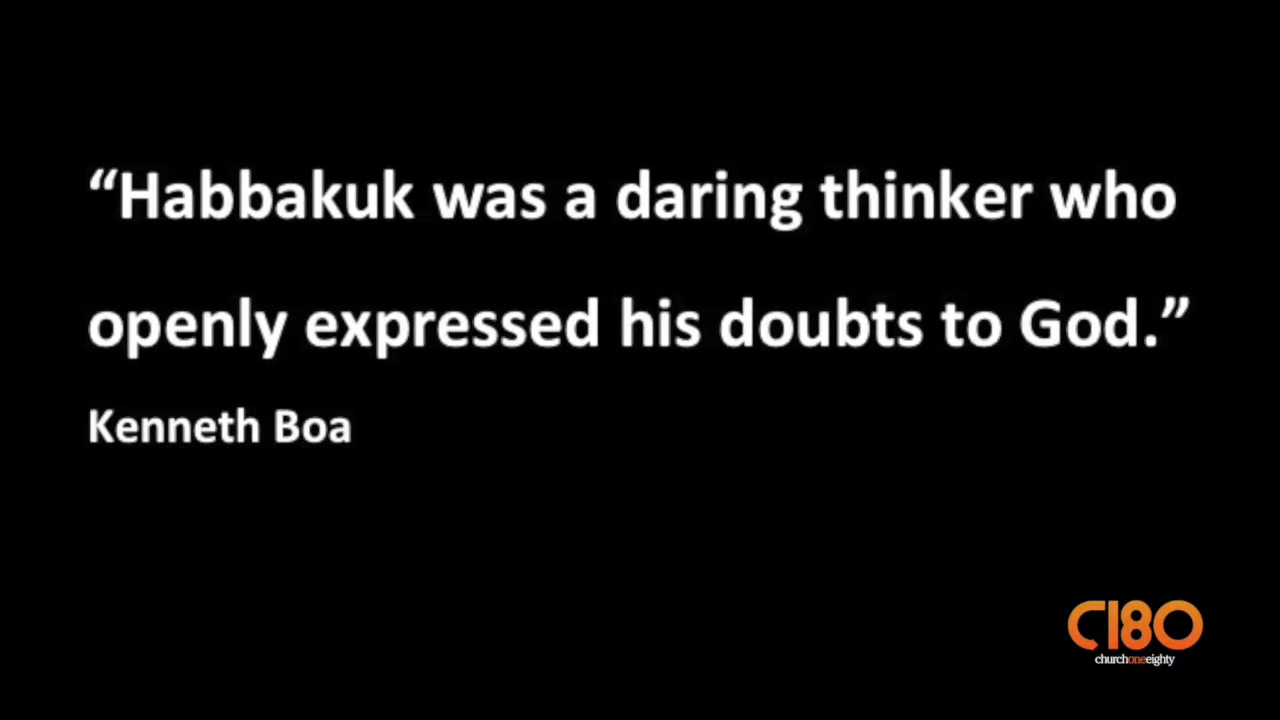 “Habbakuk was a daring thinker who
openly expressed his doubts to God.”
Kenneth Boa
C180
churchoneeighty